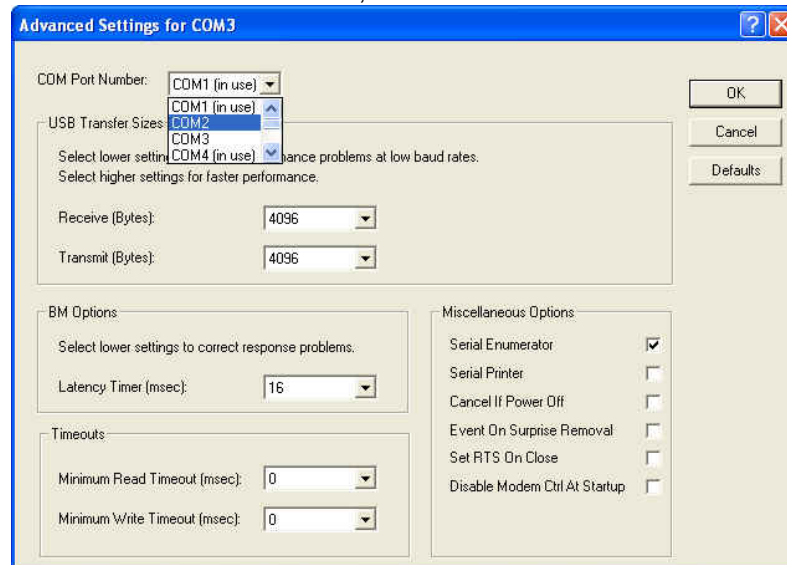 Advanced Settings for COM3
COM Port Number: COM1 (in use)
COM1 (in use)
COM2
COM3
COM4 (in use)
OK
Cancel
Defaults
USB Transfer Sizes
Select lower settin mance problems at low baud rates.
Select higher settings for faster performance.
Receive (Bytes): 4096
Transmit (Bytes): 4096
BM Options
Select lower settings to correct response problems.
Latency Timer (msec): 16
Timeouts
Minimum Read Timeout (msec): 0
Minimum Write Timeout (msec): 0
Miscellaneous Options
Serial Enumerator
Serial Printer
Cancel If Power Off
Event On Surprise Removal
Set RTS On Close
Disable Modem Ctrl At Startup